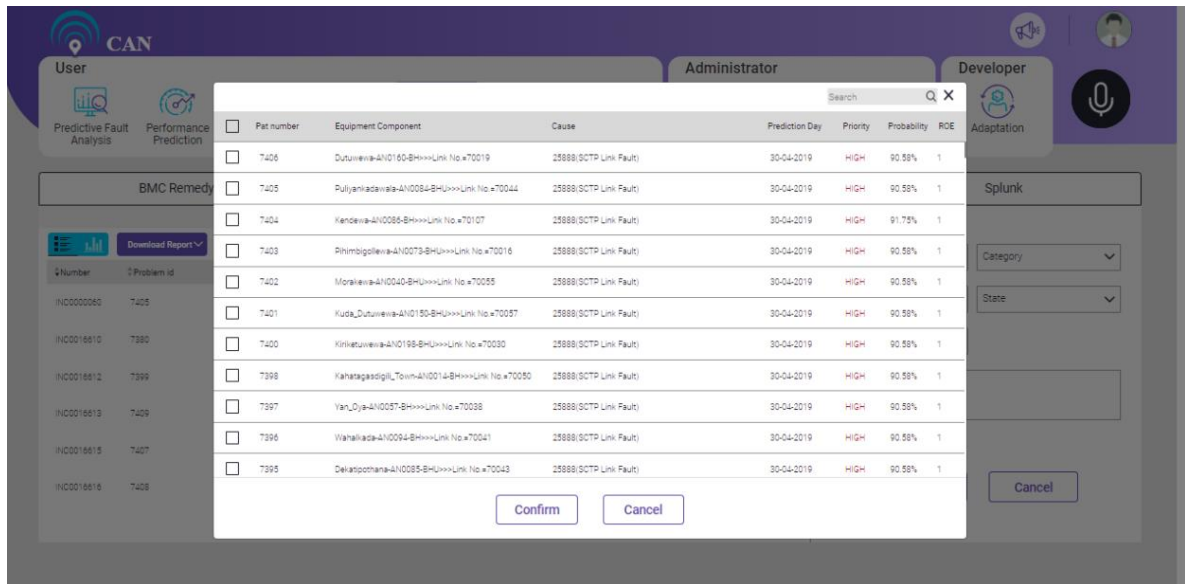 CAN
User
Administrator
Developer
Predictive Fault Analysis
Performance Prediction
Adaptation
Search
Pat number Equipment Component Cause Prediction Day Priority Probability ROE
7406 Dutuwewa-AN0160-BH>>>Link No.=70019 25888(SCTP Link Fault) 30-04-2019 HIGH 90.58% 1
7405 Puliyankadawala-AN0084-BHU>>>Link No.=70044 25888(SCTP Link Fault) 30-04-2019 HIGH 90.58% 1
7404 Kendewa-AN0086-BH>>>Link No.=70107 25888(SCTP Link Fault) 30-04-2019 HIGH 91.75% 1
7403 Pihimbigollewa-AN0073-BHU>>>Link No.=70016 25888(SCTP Link Fault) 30-04-2019 HIGH 90.58% 1
7402 Morakewa-AN0040-BHU>>>Link No.=70055 25888(SCTP Link Fault) 30-04-2019 HIGH 90.58% 1
7401 Kuda_Dutuwewa-AN0150-BHU>>>Link No.=70057 25888(SCTP Link Fault) 30-04-2019 HIGH 90.58% 1
7400 Kiriketuwewa-AN0198-BHU>>>Link No.=70030 25888(SCTP Link Fault) 30-04-2019 HIGH 90.58% 1
7398 Kahatagasdigili_Town-AN0014-BH>>>Link No.=70050 25888(SCTP Link Fault) 30-04-2019 HIGH 90.58% 1
7397 Yan_Oya-AN0057-BH>>>Link No.=70038 25888(SCTP Link Fault) 30-04-2019 HIGH 90.58% 1
7396 Wahalkada-AN0094-BH>>>Link No.=70041 25888(SCTP Link Fault) 30-04-2019 HIGH 90.58% 1
7395 Dekatipothana-AN0085-BHU>>>Link No.=70043 25888(SCTP Link Fault) 30-04-2019 HIGH 90.58% 1
Confirm Cancel
BMC Remedy
Splunk
Download Report
Number Problem id
INC0000060 7405
INC0016610 7380
INC0016612 7399
INC0016613 7409
INC0016615 7407
INC0016616 7408
Category
State
Cancel